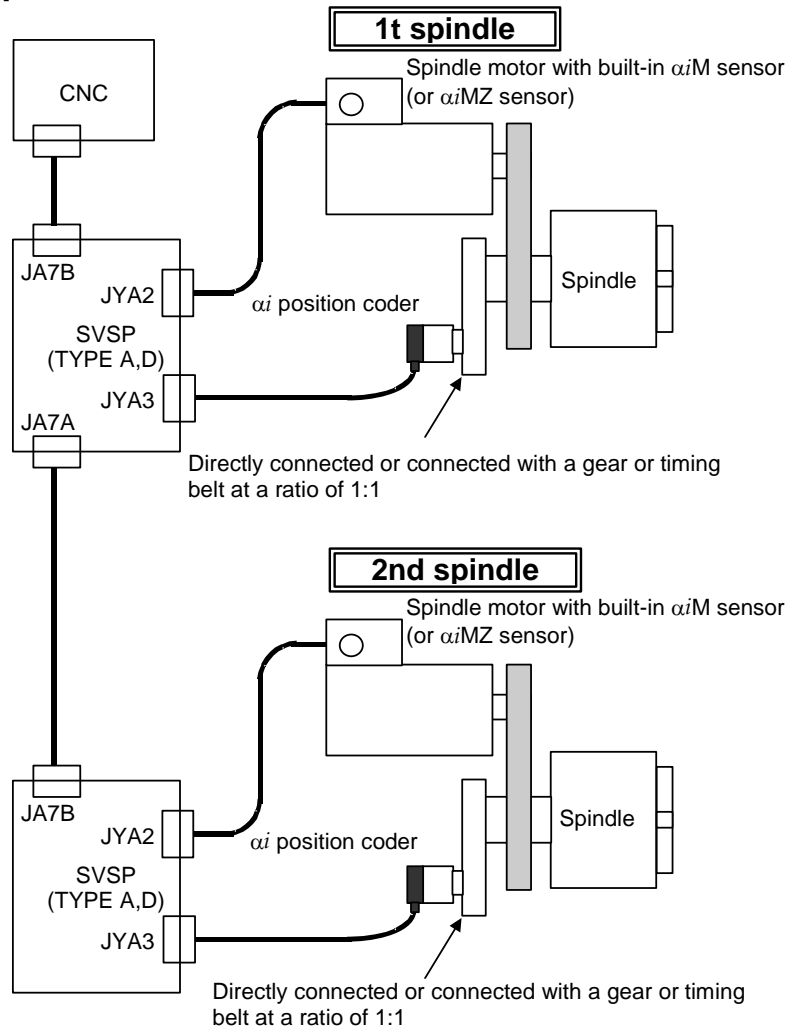 1t spindle
Spindle motor with built-in αiM sensor
(or αiMZ sensor)
CNC
JA7B
JYA2
αi position coder
Spindle
SVSP
(TYPE A,D)
JYA3
JA7A
Directly connected or connected with a gear or timing
belt at a ratio of 1:1
2nd spindle
Spindle motor with built-in αiM sensor
(or αiMZ sensor)
JA7B
JYA2
αi position coder
Spindle
SVSP
(TYPE A,D)
JYA3
Directly connected or connected with a gear or timing
belt at a ratio of 1:1